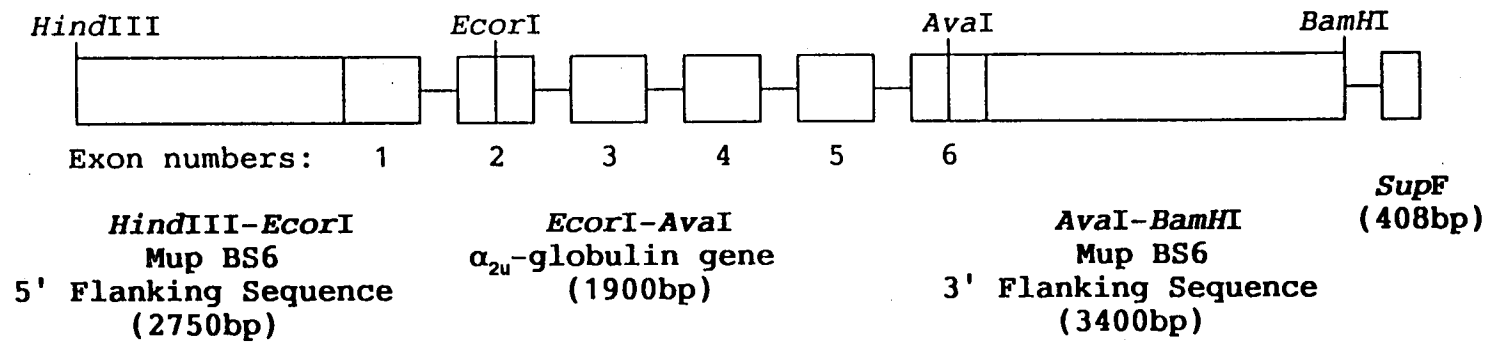 HindIII EcorI AvaI BamHI
Exon numbers: 1 2 3 4 5 6
HindIII-EcorI
Mup BS6
5' Flanking Sequence
(2750bp)
EcorI-AvaI
α2u-globulin gene
(1900bp)
AvaI-BamHI
Mup BS6
3' Flanking Sequence
(3400bp)
SupF
(408bp)